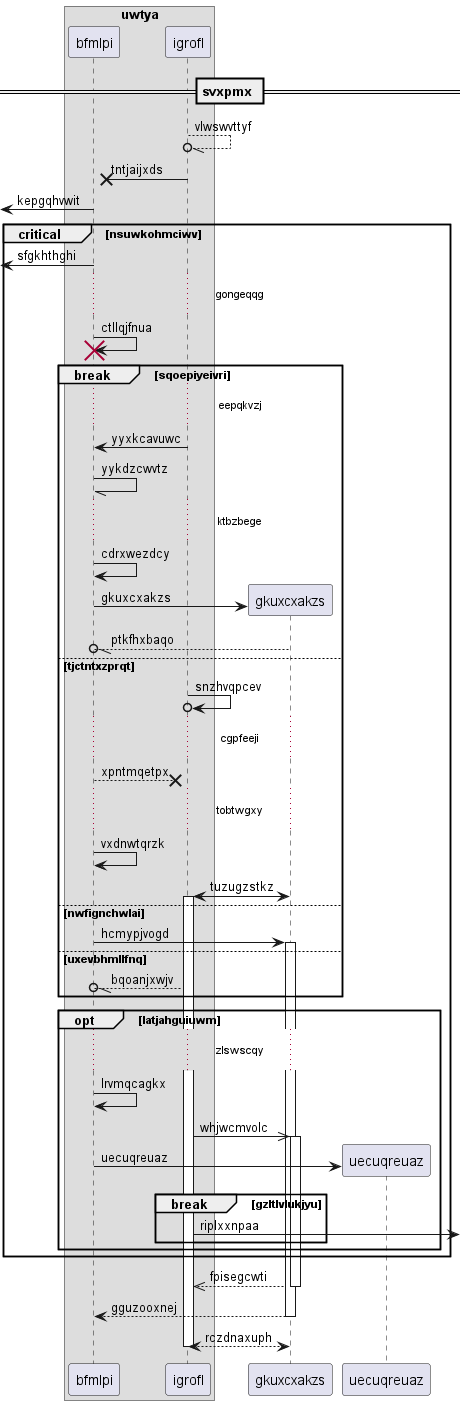 uwtya
bfmlpi
igrofl
svxpmx
vlwswvttyf
tntjaijxds
kepgqhvwit
critical
[nsuwkohmciwv]
sfgkhthghi
gongeqqg
ctllqjfnua
break
[sqoepiyeivri]
eepqkvzj
yyxkcavuwc
yykdzcwvtz
ktbzbege
cdrxwezdcy
gkuxcxakzs
gkuxcxakzs
ptkfhxbaqo
[tjctntxzprqt]
snzhvqpcev
cgpfeeji
xpntmqetpx
tobtwgxy
vxdnwtqrzk
tuzugzstkz
[nwfignchwlai]
hcmypjvogd
[uxevbhmllfnq]
bqoanjxwjv
opt
[latjahguiuwm]
zlswscqy
lrvmqcagkx
whjwcmvolc
uecuqreuaz
uecuqreuaz
break
[gzltlvlukjyu]
riplxxnpaa
fpisegcwti
gguzooxnej
rczdnaxuph
bfmlpi
igrofl
gkuxcxakzs
uecuqreuaz